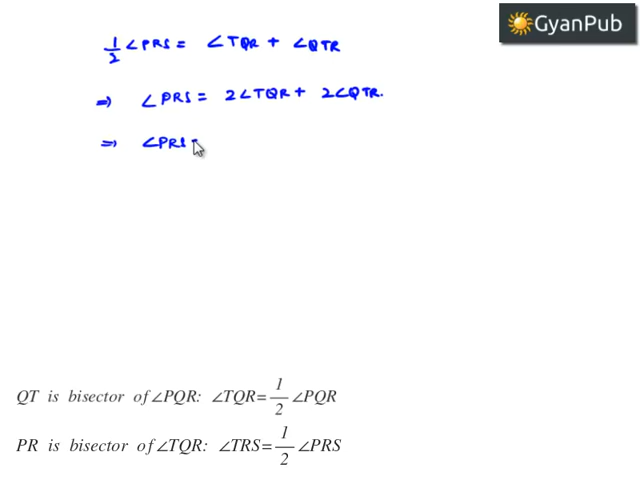 GyanPub
1/2 ∠PRS = ∠TQR + ∠QTR
⇒ ∠PRS = 2∠TQR + 2∠QTR.
⇒ ∠PRS =
QT is bisector of ∠PQR: ∠TQR = 1/2 ∠PQR
PR is bisector of ∠TQR: ∠TRS = 1/2 ∠PRS